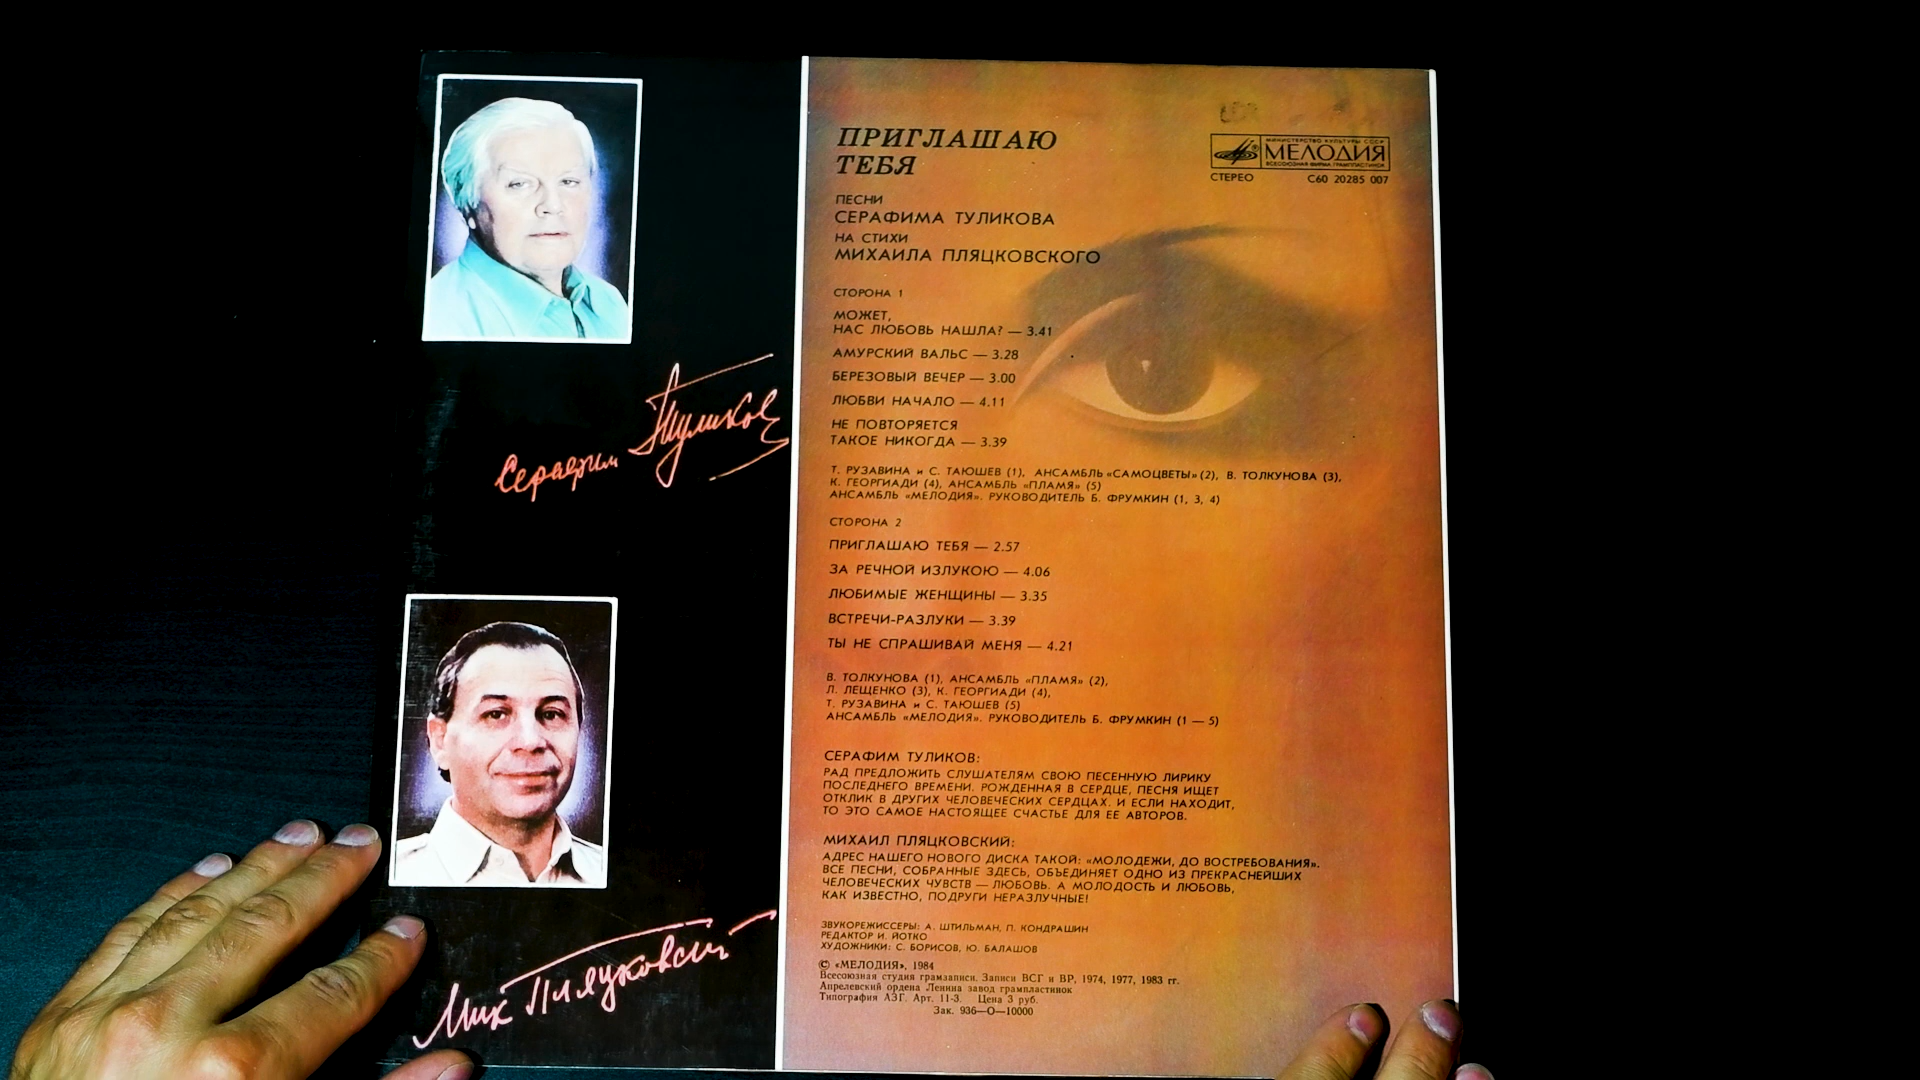 Серафим Туликов
Мих Пляцковский
ПРИГЛАШАЮ
ТЕБЯ
МИНИСТЕРСТВО КУЛЬТУРЫ СССР
МЕЛОДИЯ
ВСЕСОЮЗНАЯ ФИРМА ГРАМПЛАСТИНОК
СТЕРЕО С60 20285 007
ПЕСНИ
СЕРАФИМА ТУЛИКОВА
НА СТИХИ
МИХАИЛА ПЛЯЦКОВСКОГО
СТОРОНА 1
МОЖЕТ,
НАС ЛЮБОВЬ НАШЛА? — 3.41
АМУРСКИЙ ВАЛЬС — 3.28
БЕРЕЗОВЫЙ ВЕЧЕР — 3.00
ЛЮБВИ НАЧАЛО — 4.11
НЕ ПОВТОРЯЕТСЯ
ТАКОЕ НИКОГДА — 3.39
Т. РУЗАВИНА и С. ТАЮШЕВ (1), АНСАМБЛЬ «САМОЦВЕТЫ» (2), В. ТОЛКУНОВА (3),
К. ГЕОРГИАДИ (4), АНСАМБЛЬ «ПЛАМЯ» (5)
АНСАМБЛЬ «МЕЛОДИЯ». РУКОВОДИТЕЛЬ Б. ФРУМКИН (1, 3, 4)
СТОРОНА 2
ПРИГЛАШАЮ ТЕБЯ — 2.57
ЗА РЕЧНОЙ ИЗЛУКОЮ — 4.06
ЛЮБИМЫЕ ЖЕНЩИНЫ — 3.35
ВСТРЕЧИ-РАЗЛУКИ — 3.39
ТЫ НЕ СПРАШИВАЙ МЕНЯ — 4.21
В. ТОЛКУНОВА (1), АНСАМБЛЬ «ПЛАМЯ» (2),
Л. ЛЕЩЕНКО (3), К. ГЕОРГИАДИ (4),
Т. РУЗАВИНА и С. ТАЮШЕВ (5)
АНСАМБЛЬ «МЕЛОДИЯ». РУКОВОДИТЕЛЬ Б. ФРУМКИН (1 — 5)
СЕРАФИМ ТУЛИКОВ:
РАД ПРЕДЛОЖИТЬ СЛУШАТЕЛЯМ СВОЮ ПЕСЕННУЮ ЛИРИКУ
ПОСЛЕДНЕГО ВРЕМЕНИ. РОЖДЕННАЯ В СЕРДЦЕ, ПЕСНЯ ИЩЕТ
ОТКЛИК В ДРУГИХ ЧЕЛОВЕЧЕСКИХ СЕРДЦАХ. И ЕСЛИ НАХОДИТ,
ТО ЭТО САМОЕ НАСТОЯЩЕЕ СЧАСТЬЕ ДЛЯ ЕЕ АВТОРОВ.
МИХАИЛ ПЛЯЦКОВСКИЙ:
АДРЕС НАШЕГО НОВОГО ДИСКА ТАКОЙ: «МОЛОДЕЖИ, ДО ВОСТРЕБОВАНИЯ».
ВСЕ ПЕСНИ, СОБРАННЫЕ ЗДЕСЬ, ОБЪЕДИНЯЕТ ОДНО ИЗ ПРЕКРАСНЕЙШИХ
ЧЕЛОВЕЧЕСКИХ ЧУВСТВ — ЛЮБОВЬ. А МОЛОДОСТЬ И ЛЮБОВЬ,
КАК ИЗВЕСТНО, ПОДРУГИ НЕРАЗЛУЧНЫЕ!
ЗВУКОРЕЖИССЕРЫ: А. ШТИЛЬМАН, П. КОНДРАШИН
РЕДАКТОР И. ЙОТКО
ХУДОЖНИКИ: С. БОРИСОВ, Ю. БАЛАШОВ
© «МЕЛОДИЯ», 1984
Всесоюзная студия грамзаписи. Записи ВСГ и ВР, 1974, 1977, 1983 гг.
Апрелевский ордена Ленина завод грампластинок
Типография АЗГ. Арт. 11-3. Цена 3 руб.
Зак. 936—О—10000